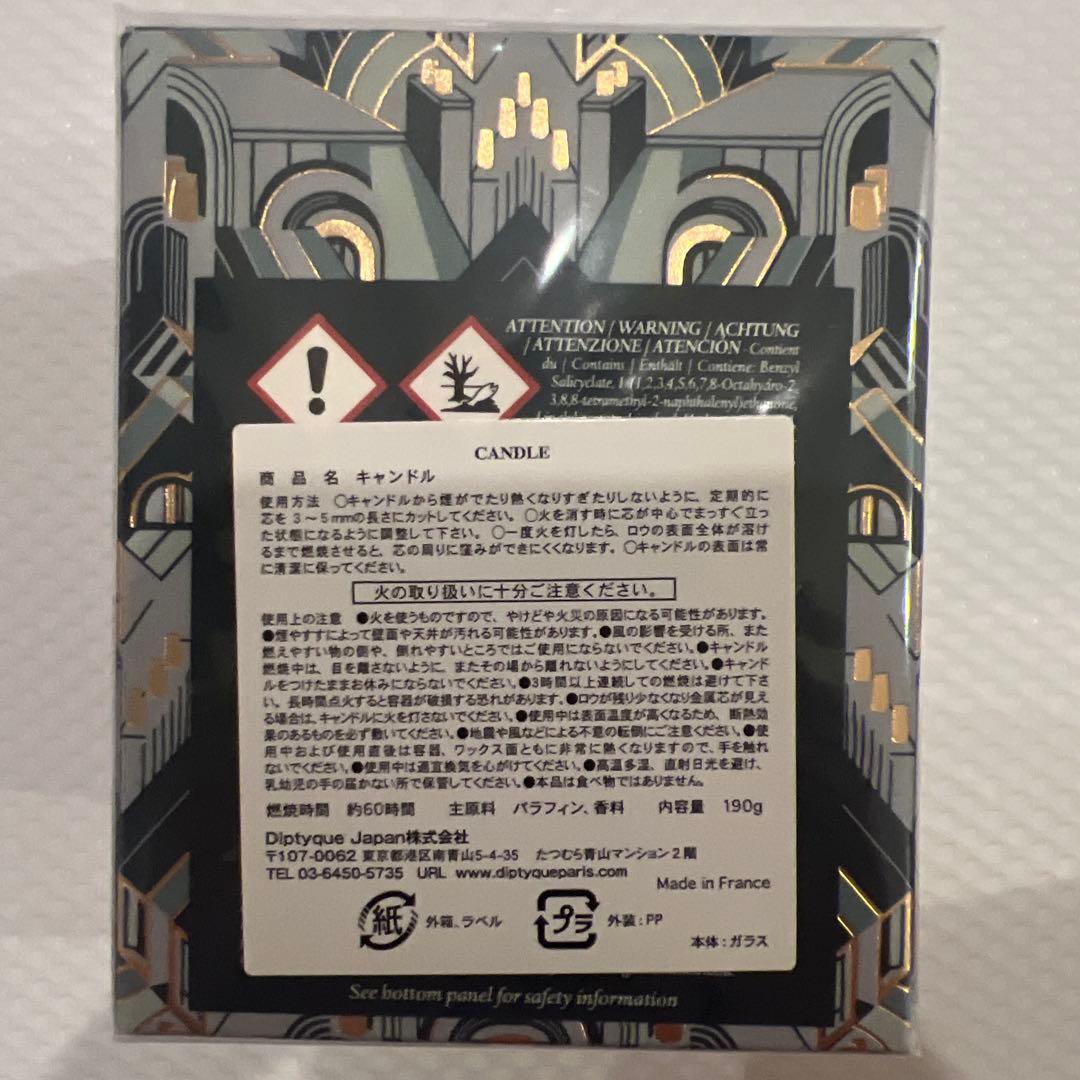 ATTENTION / WARNING / ACHTUNG
/ ATTENZIONE / ATENCIÓN - Contient
du | Contains | Enthält | Contiene: Benzyl
Salicylate, 1-(1,2,3,4,5,6,7,8-Octahydro-2,
3,8,8-tetramethyl-2-naphthalenyl)ethanone,
CANDLE
商品名 キャンドル
使用方法 ○キャンドルから煙がでたり熱くなりすぎたりしないように、定期的に
芯を3〜5mmの長さにカットしてください。○火を消す時に芯が中心でまっすぐ立っ
た状態になるように調整して下さい。○一度火を灯したら、ロウの表面全体が溶け
るまで燃焼させると、芯の周りに窪みができにくくなります。○キャンドルの表面は常
に清潔に保ってください。
火の取り扱いに十分ご注意ください。
使用上の注意 ●火を使うものですので、やけどや火災の原因になる可能性があります。
●煙やすすによって壁面や天井が汚れる可能性があります。●風の影響を受ける所、また
燃えやすい物の側や、倒れやすいところではご使用にならないでください。●キャンドル
燃焼中は、目を離さないように、またその場から離れないようにしてください。●キャンド
ルをつけたままお休みにならないでください。●3時間以上連続しての燃焼は避けて下さ
い。長時間点火すると容器が破損する恐れがあります。●ロウが残り少なくなり金属芯が見え
る場合は、キャンドルに火を灯さないでください。●使用中は表面温度が高くなるため、断熱効
果のあるものを必ず敷いてください。●地震や風などによる不意の転倒にご注意ください。●使
用中および使用直後は容器、ワックス面ともに非常に熱くなりますので、手を触れ
ないでください。●使用中は適宜換気を心がけてください。●高温多湿、直射日光を避け、
乳幼児の手の届かない所で保管してください。●本品は食べ物ではありません。
燃焼時間 約60時間 主原料 パラフィン、香料 内容量 190g
Diptyque Japan株式会社
〒107-0062 東京都港区南青山5-4-35 たつむら青山マンション2階
TEL 03-6450-5735 URL www.diptyqueparis.com
Made in France
紙 外箱、ラベル プラ 外装：PP
本体：ガラス
See bottom panel for safety information